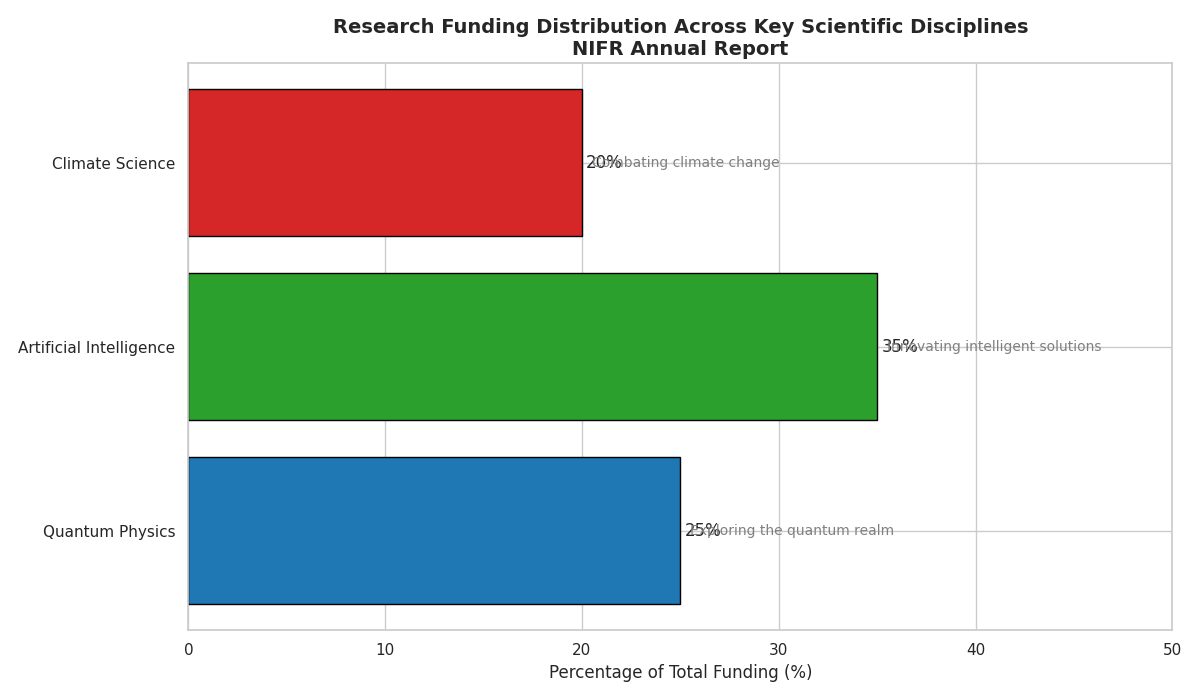 Research Funding Distribution Across Key Scientific Disciplines
NIFR Annual Report
Climate Science
20%
Combating climate change
Artificial Intelligence
35%
Innovating intelligent solutions
Quantum Physics
25%
Exploring the quantum realm
0 10 20 30 40 50
Percentage of Total Funding (%)